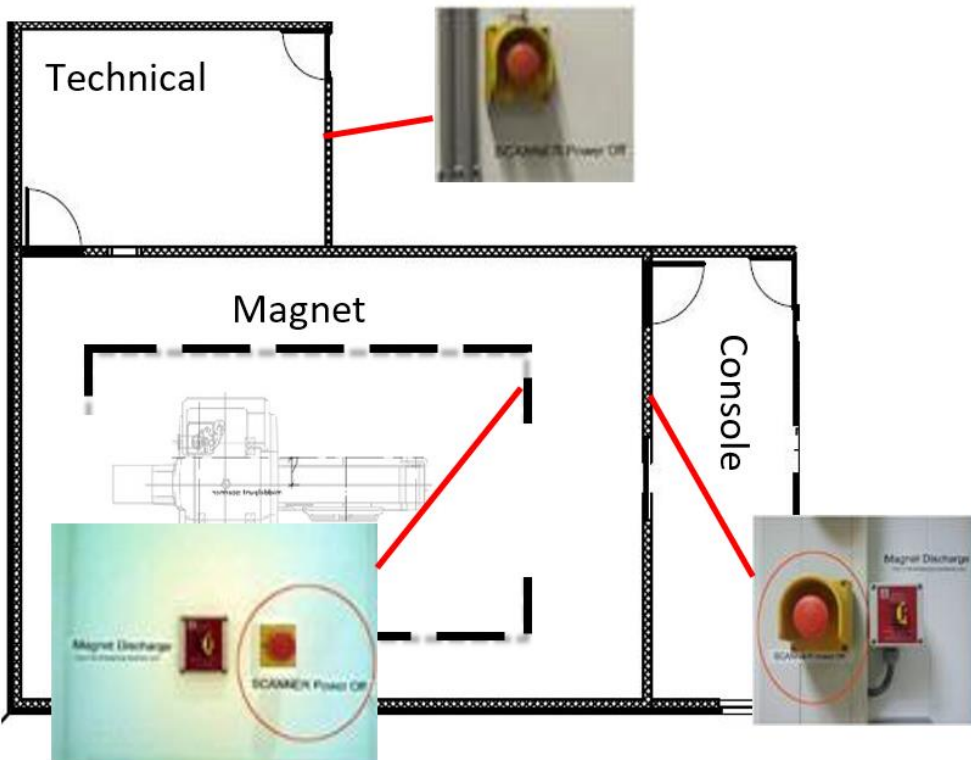 Technical
SCANNER Power Off
Magnet
Console
Magnet Discharge
SCANNER Power Off
Magnet Discharge
SCANNER Power Off